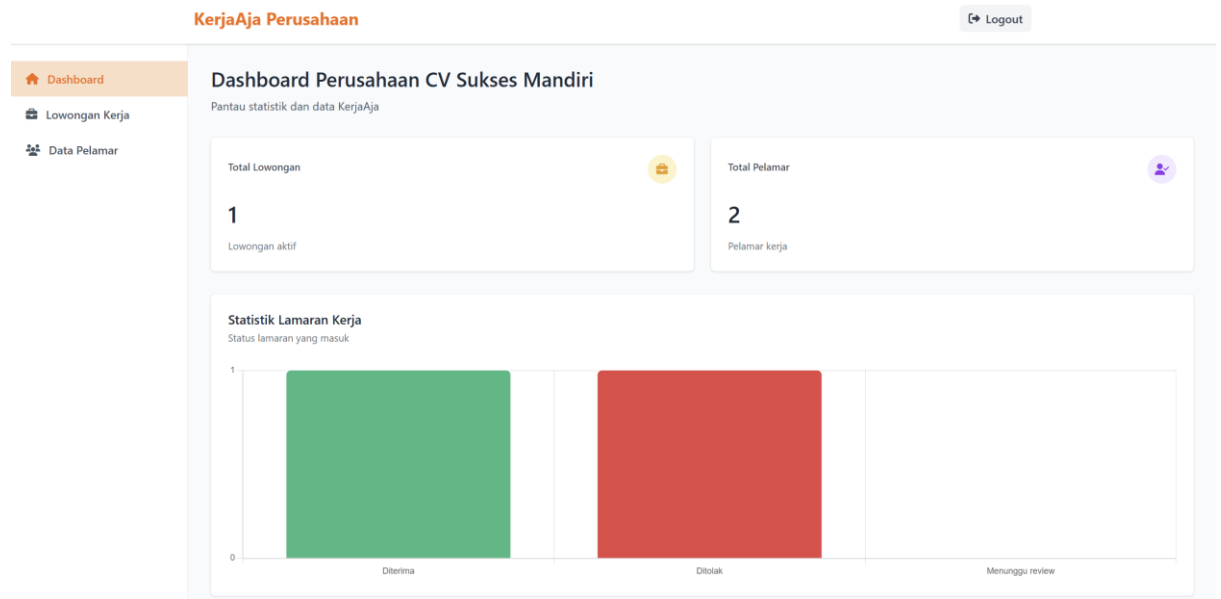 KerjaAja Perusahaan
Logout
Dashboard
Lowongan Kerja
Data Pelamar
Dashboard Perusahaan CV Sukses Mandiri
Pantau statistik dan data KerjaAja
Total Lowongan
1
Lowongan aktif
Total Pelamar
2
Pelamar kerja
Statistik Lamaran Kerja
Status lamaran yang masuk
1
0
Diterima
Ditolak
Menunggu review